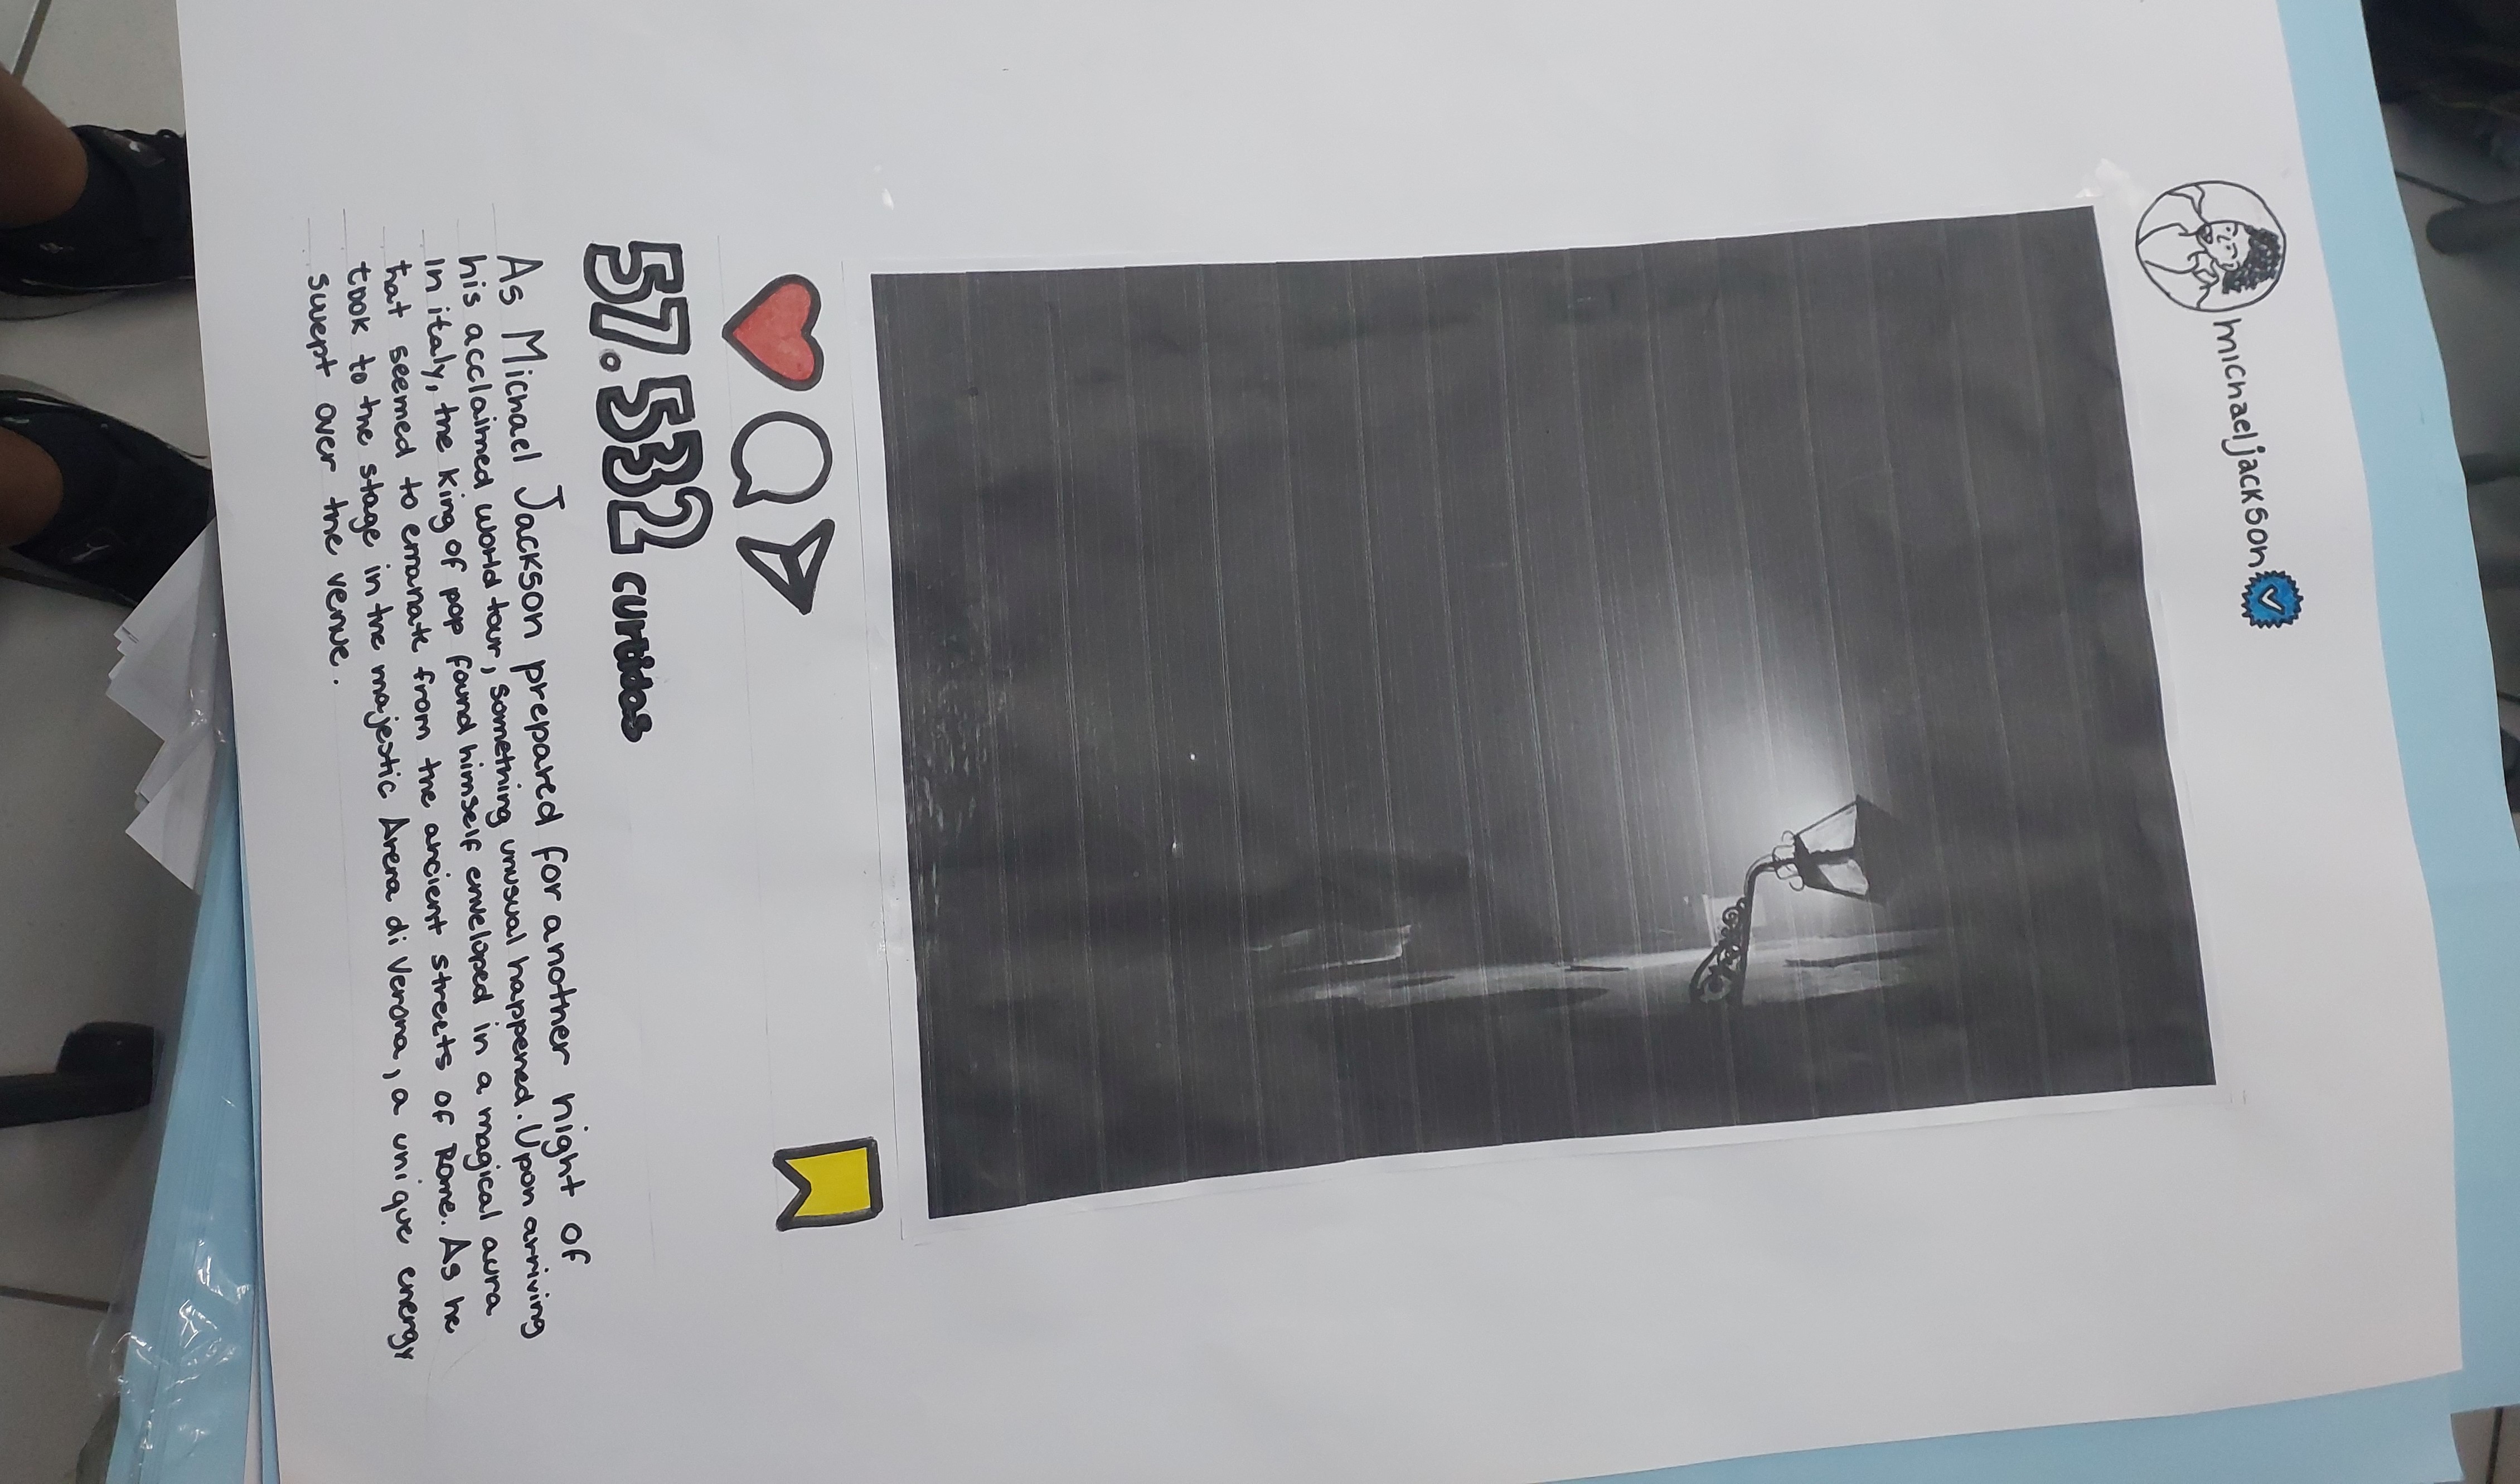 michaeljackson
57.532 curtidas
As Michael Jackson prepared for another night of
his acclaimed world tour, something unusual happened. Upon arriving
in italy, the King of pop found himself enveloped in a magical aura
that seemed to emanate from the ancient streets of Rome. As he
took to the stage in the majestic Arena di Verona, a unique energy
swept over the venue.